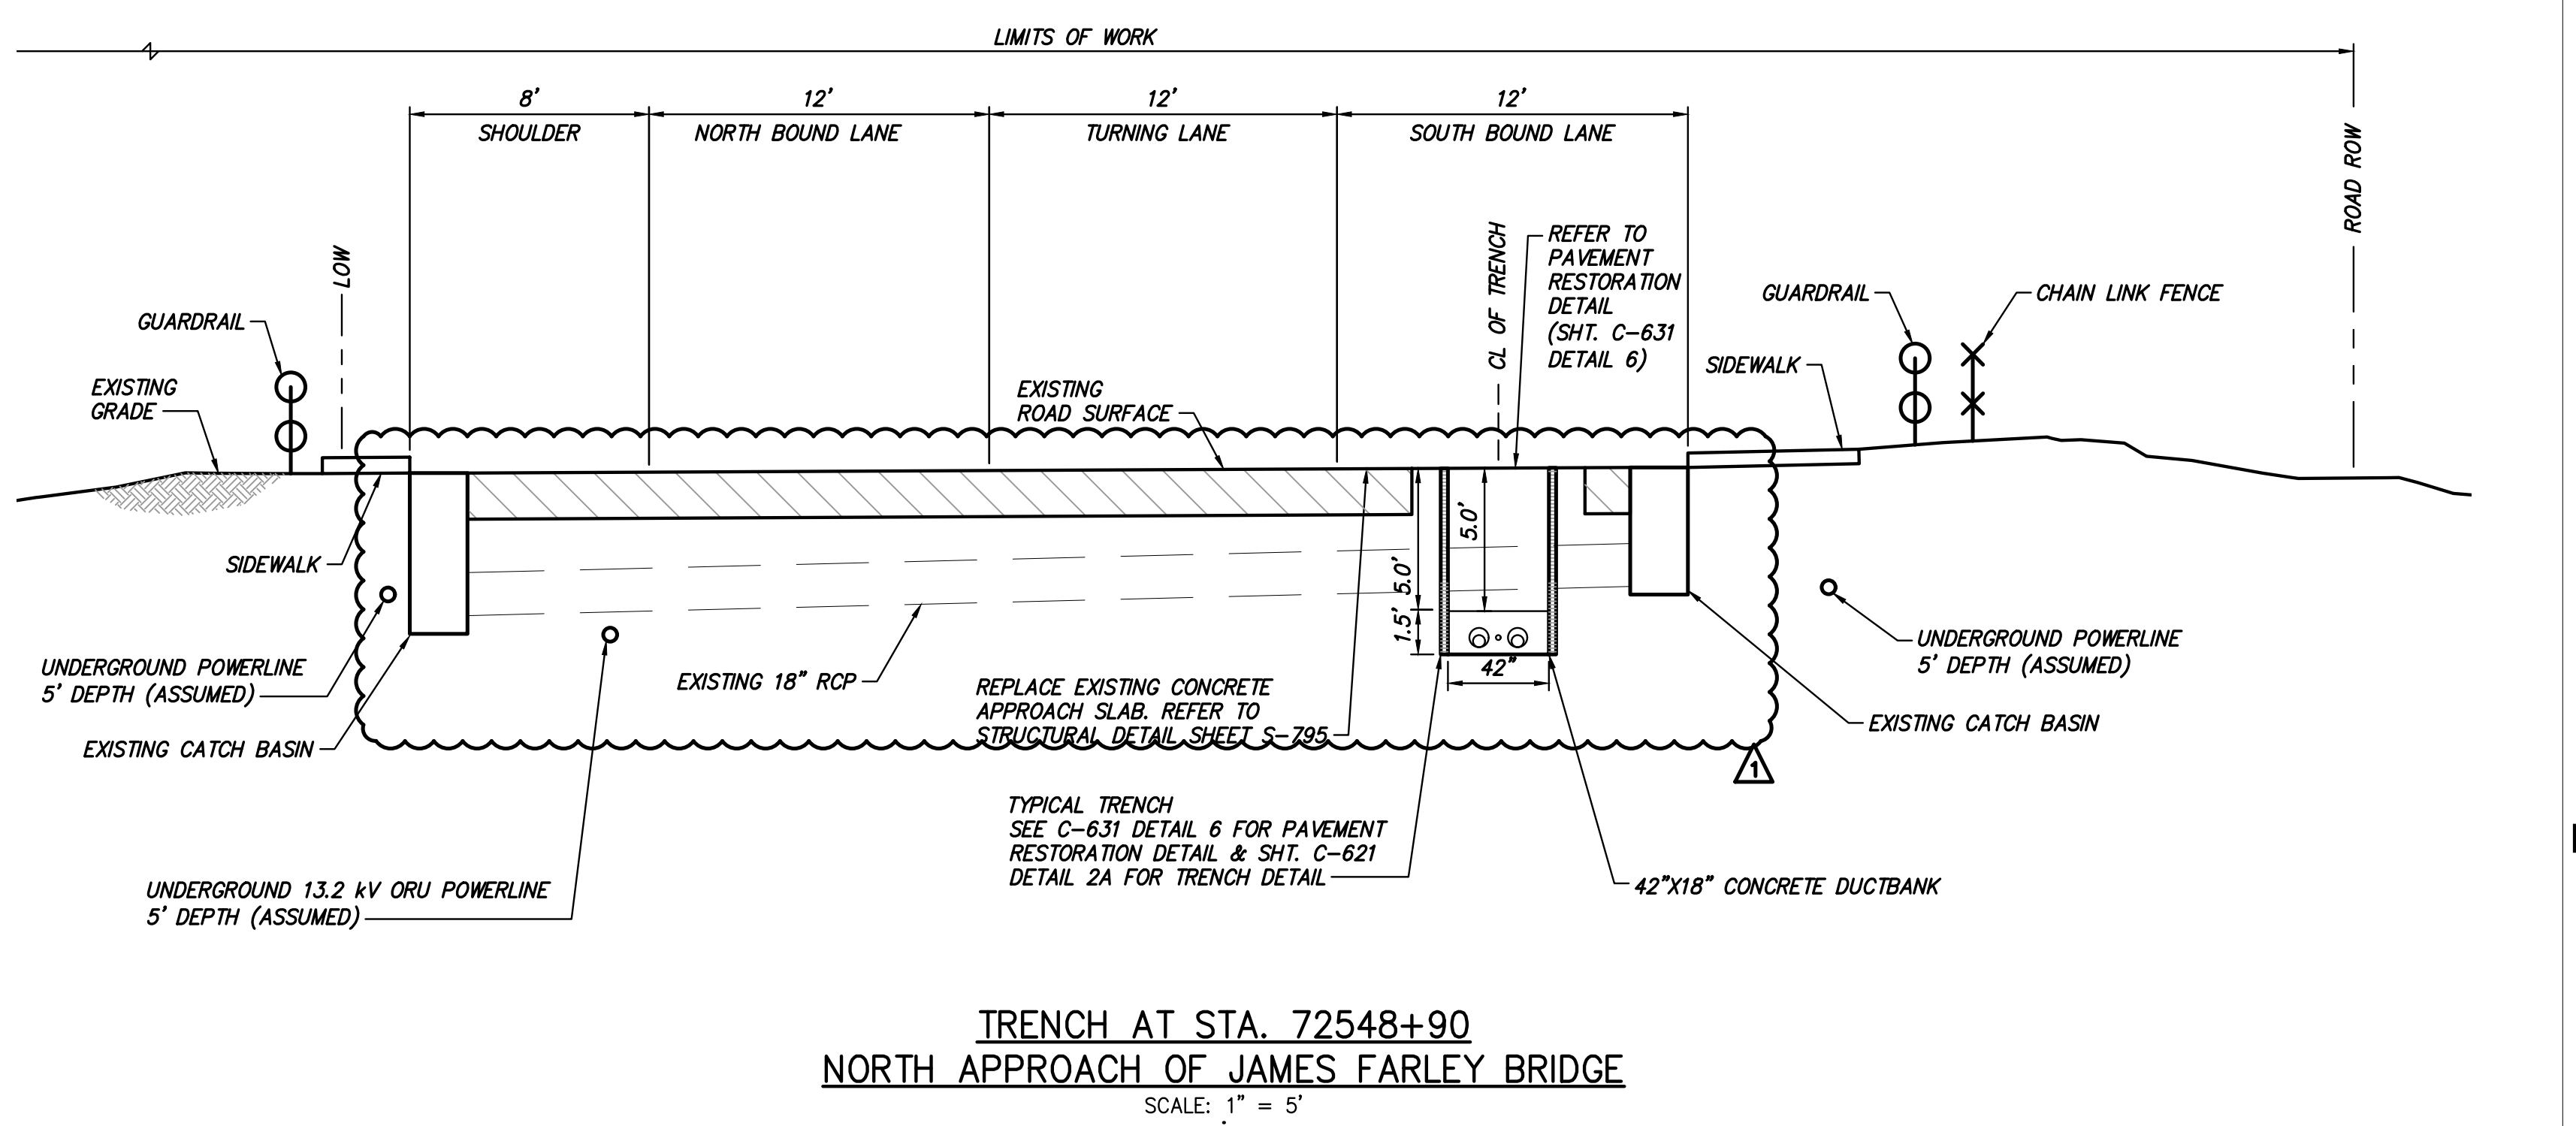 LIMITS OF WORK
8'
12'
12'
12'
SHOULDER
NORTH BOUND LANE
TURNING LANE
SOUTH BOUND LANE
ROAD ROW
LOW
CL OF TRENCH
REFER TO
PAVEMENT
RESTORATION
DETAIL
(SHT. C-631
DETAIL 6)
GUARDRAIL
GUARDRAIL
CHAIN LINK FENCE
SIDEWALK
EXISTING
GRADE
EXISTING
ROAD SURFACE
SIDEWALK
5.0'
5.0'
1.5'
42"
UNDERGROUND POWERLINE
5' DEPTH (ASSUMED)
EXISTING CATCH BASIN
EXISTING 18" RCP
REPLACE EXISTING CONCRETE
APPROACH SLAB. REFER TO
STRUCTURAL DETAIL SHEET S-795
UNDERGROUND POWERLINE
5' DEPTH (ASSUMED)
EXISTING CATCH BASIN
1
TYPICAL TRENCH
SEE C-631 DETAIL 6 FOR PAVEMENT
RESTORATION DETAIL & SHT. C-621
DETAIL 2A FOR TRENCH DETAIL
42"X18" CONCRETE DUCTBANK
UNDERGROUND 13.2 kV ORU POWERLINE
5' DEPTH (ASSUMED)
TRENCH AT STA. 72548+90
NORTH APPROACH OF JAMES FARLEY BRIDGE
SCALE: 1" = 5'